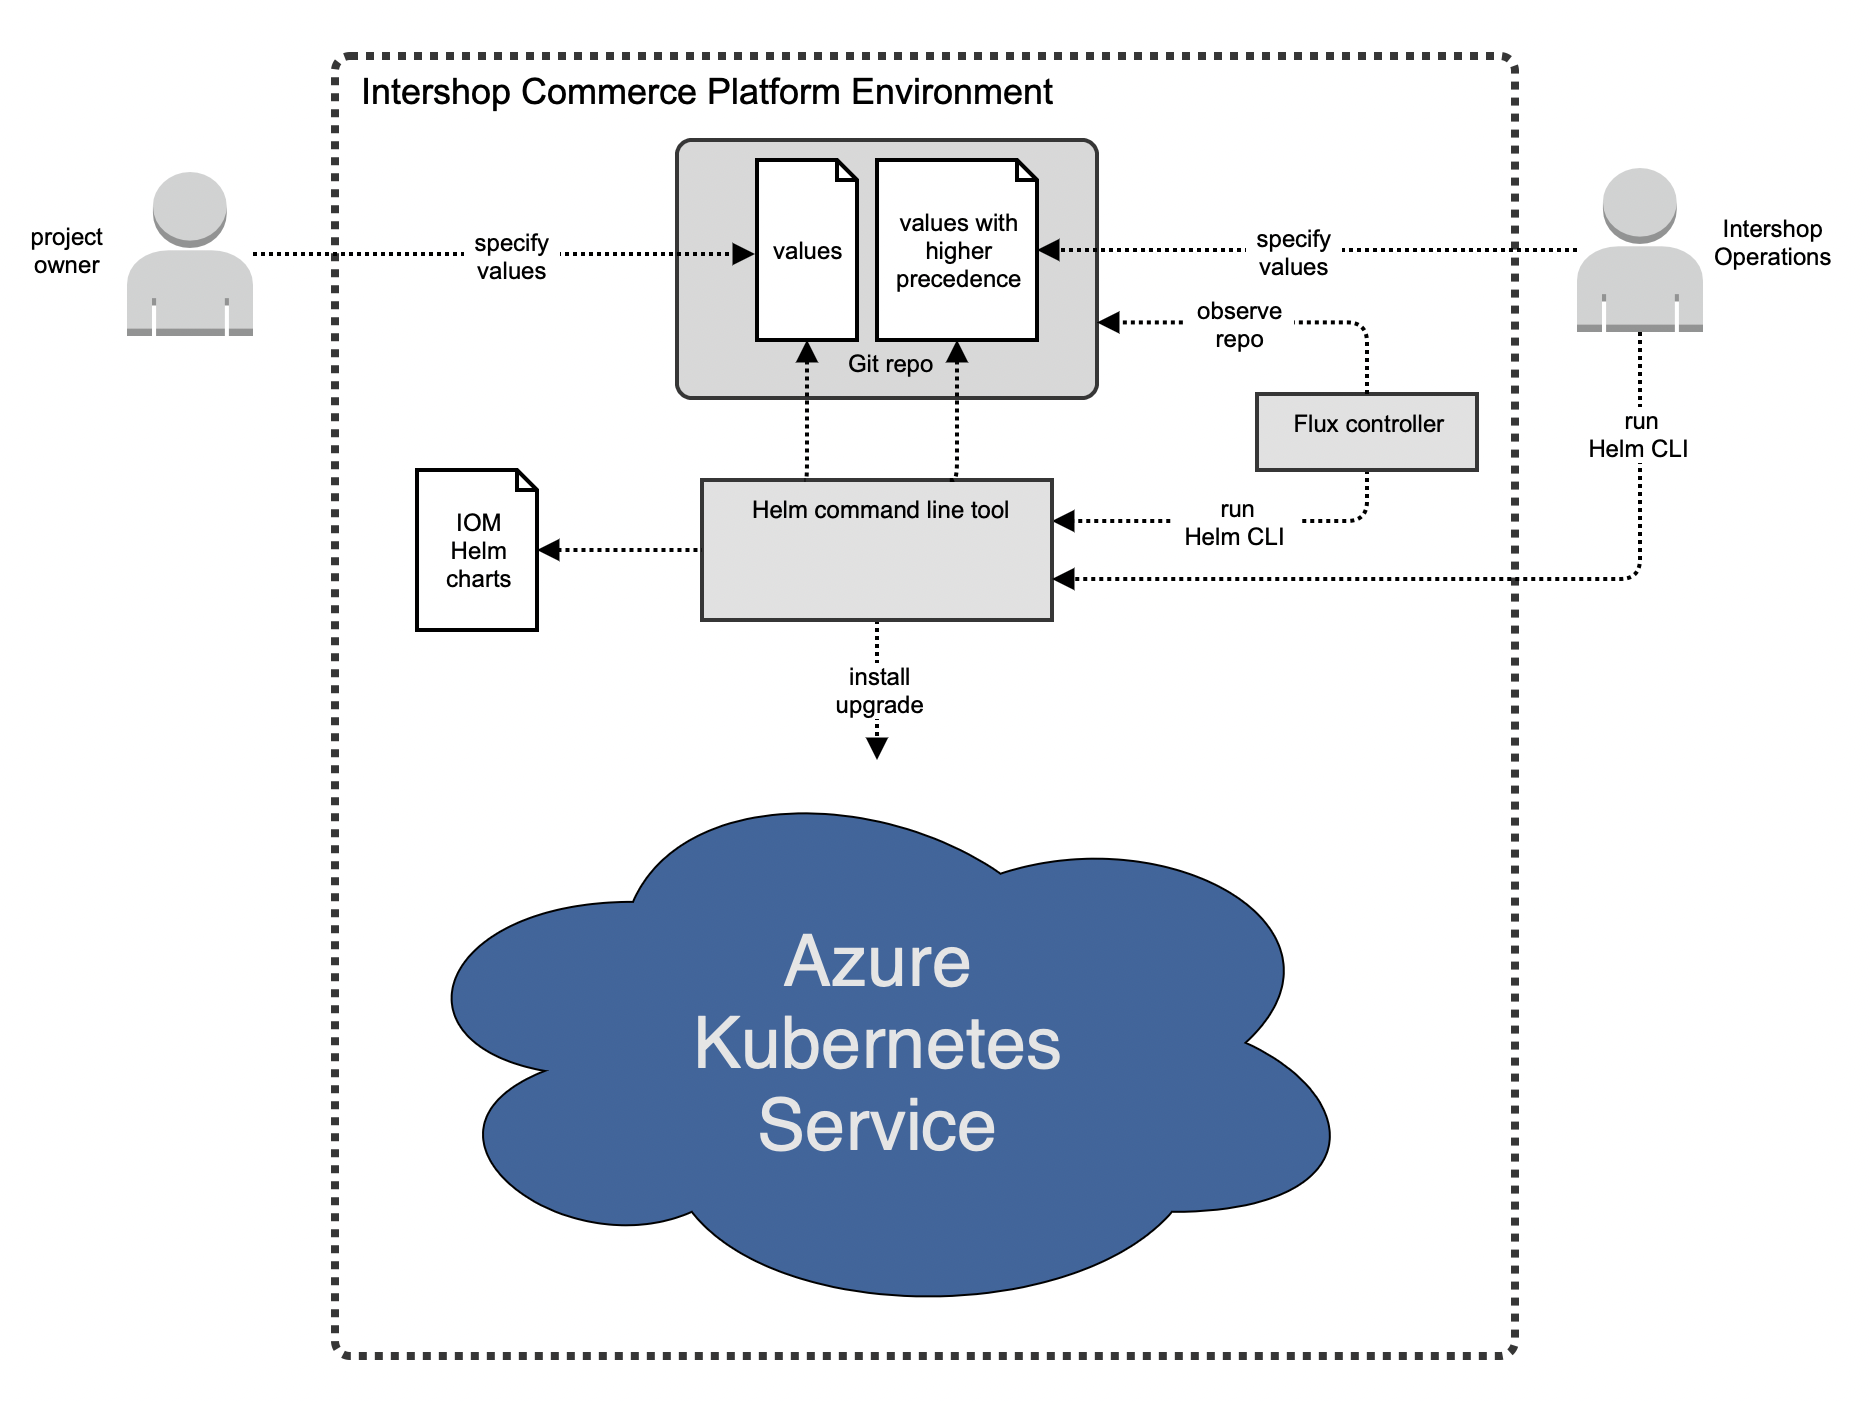 Intershop Commerce Platform Environment
project
owner
specify
values
values
values with
higher
precedence
Git repo
specify
values
Intershop
Operations
observe
repo
Flux controller
run
Helm CLI
IOM
Helm
charts
Helm command line tool
run
Helm CLI
install
upgrade
Azure
Kubernetes
Service